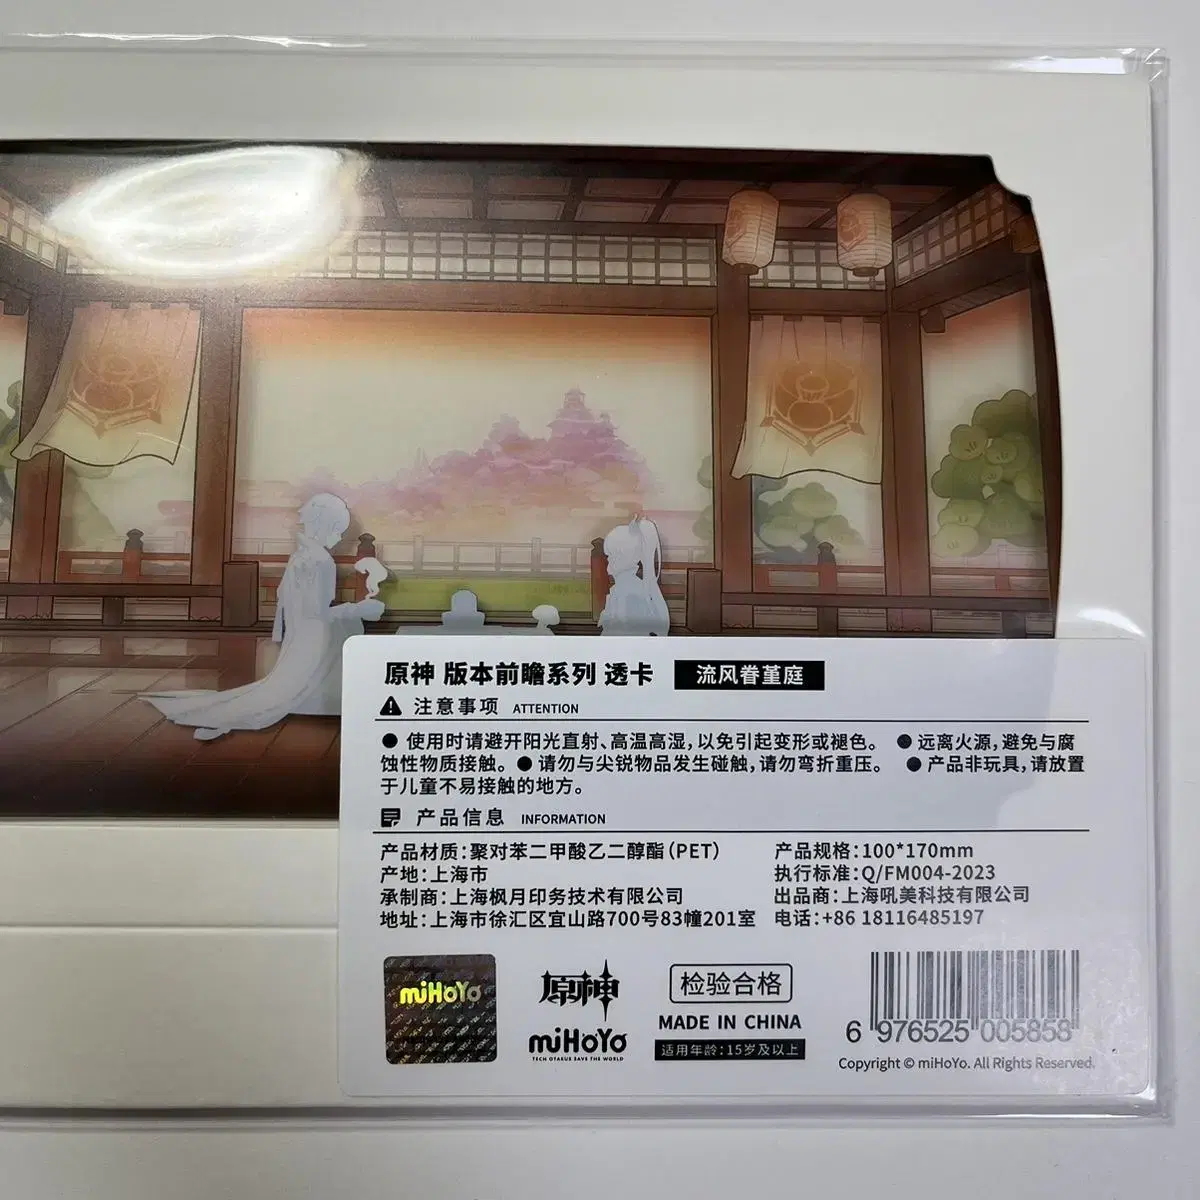 原神 版本前瞻系列 透卡 流风眷堇庭
注意事项 ATTENTION
● 使用时请避开阳光直射、高温高湿,以免引起变形或褪色。 ● 远离火源,避免与腐
蚀性物质接触。● 请勿与尖锐物品发生碰触,请勿弯折重压。 ● 产品非玩具,请放置
于儿童不易接触的地方。
产品信息 INFORMATION
产品材质:聚对苯二甲酸乙二醇酯(PET) 产品规格:100*170mm
产地:上海市 执行标准:Q/FM004-2023
承制商:上海枫月印务技术有限公司 出品商:上海吼美科技有限公司
地址:上海市徐汇区宜山路700号83幢201室 电话:+86 18116485197
miHoYo
原神
miHoYo
TECH OTAKUS SAVE THE WORLD
检验合格
MADE IN CHINA
适用年龄:15岁及以上
6 976525 005858
Copyright © miHoYo. All Rights Reserved.